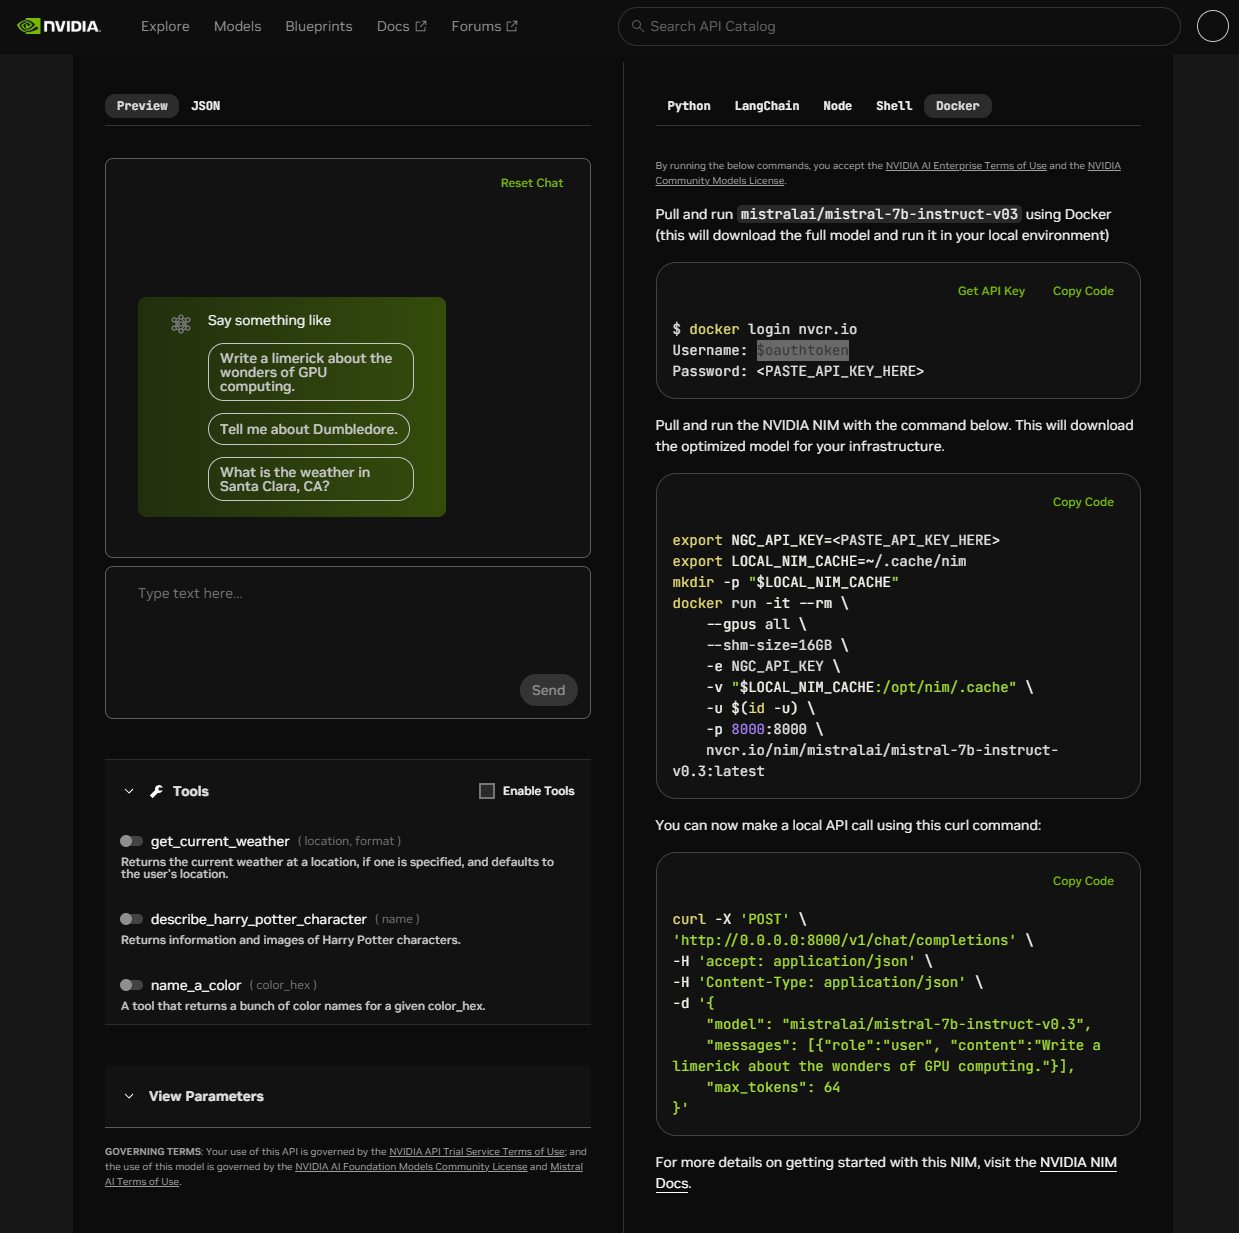 NVIDIA.
Explore
Models
Blueprints
Docs
Forums
Search API Catalog
Preview
JSON
Reset Chat
Say something like
Write a limerick about the
wonders of GPU
computing.
Tell me about Dumbledore.
What is the weather in
Santa Clara, CA?
Type text here...
Send
Tools
Enable Tools
get_current_weather ( location, format )
Returns the current weather at a location, if one is specified, and defaults to
the user's location.
describe_harry_potter_character ( name )
Returns information and images of Harry Potter characters.
name_a_color ( color_hex )
A tool that returns a bunch of color names for a given color_hex.
View Parameters
GOVERNING TERMS: Your use of this API is governed by the NVIDIA API Trial Service Terms of Use; and
the use of this model is governed by the NVIDIA AI Foundation Models Community License and Mistral
AI Terms of Use.
Python
LangChain
Node
Shell
Docker
By running the below commands, you accept the NVIDIA AI Enterprise Terms of Use and the NVIDIA
Community Models License.
Pull and run mistralai/mistral-7b-instruct-v03 using Docker
(this will download the full model and run it in your local environment)
Get API Key
Copy Code
$ docker login nvcr.io
Username: $oauthtoken
Password: <PASTE_API_KEY_HERE>
Pull and run the NVIDIA NIM with the command below. This will download
the optimized model for your infrastructure.
Copy Code
export NGC_API_KEY=<PASTE_API_KEY_HERE>
export LOCAL_NIM_CACHE=~/.cache/nim
mkdir -p "$LOCAL_NIM_CACHE"
docker run -it --rm \
--gpus all \
--shm-size=16GB \
-e NGC_API_KEY \
-v "$LOCAL_NIM_CACHE:/opt/nim/.cache" \
-u $(id -u) \
-p 8000:8000 \
nvcr.io/nim/mistralai/mistral-7b-instruct-
v0.3:latest
You can now make a local API call using this curl command:
Copy Code
curl -X 'POST' \
'http://0.0.0.0:8000/v1/chat/completions' \
-H 'accept: application/json' \
-H 'Content-Type: application/json' \
-d '{
"model": "mistralai/mistral-7b-instruct-v0.3",
"messages": [{"role":"user", "content":"Write a
limerick about the wonders of GPU computing."}],
"max_tokens": 64
}'
For more details on getting started with this NIM, visit the NVIDIA NIM
Docs.